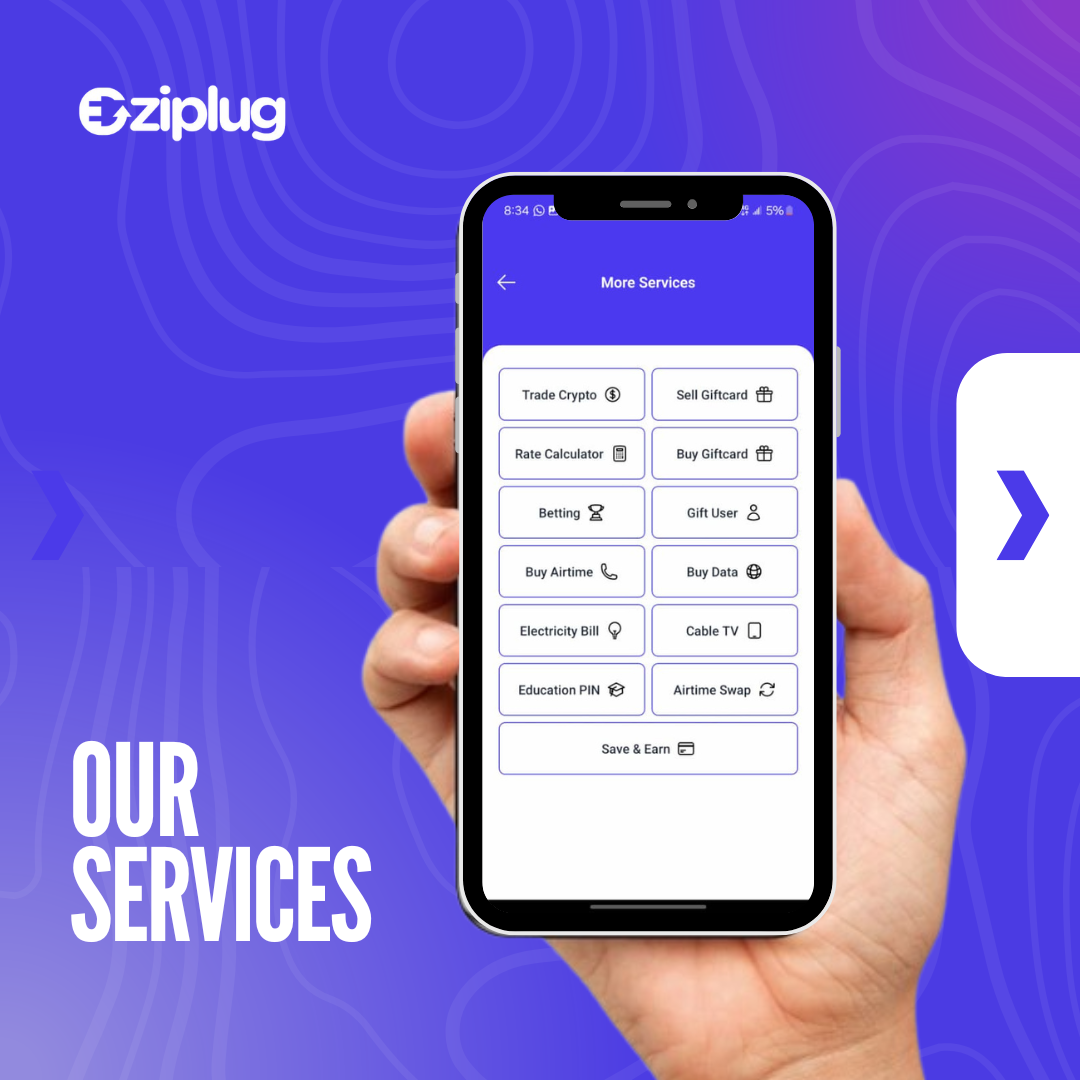 Eziplug
8:34
5%
More Services
Trade Crypto
Sell Giftcard
Rate Calculator
Buy Giftcard
Betting
Gift User
Buy Airtime
Buy Data
Electricity Bill
Cable TV
Education PIN
Airtime Swap
Save & Earn
OUR
SERVICES